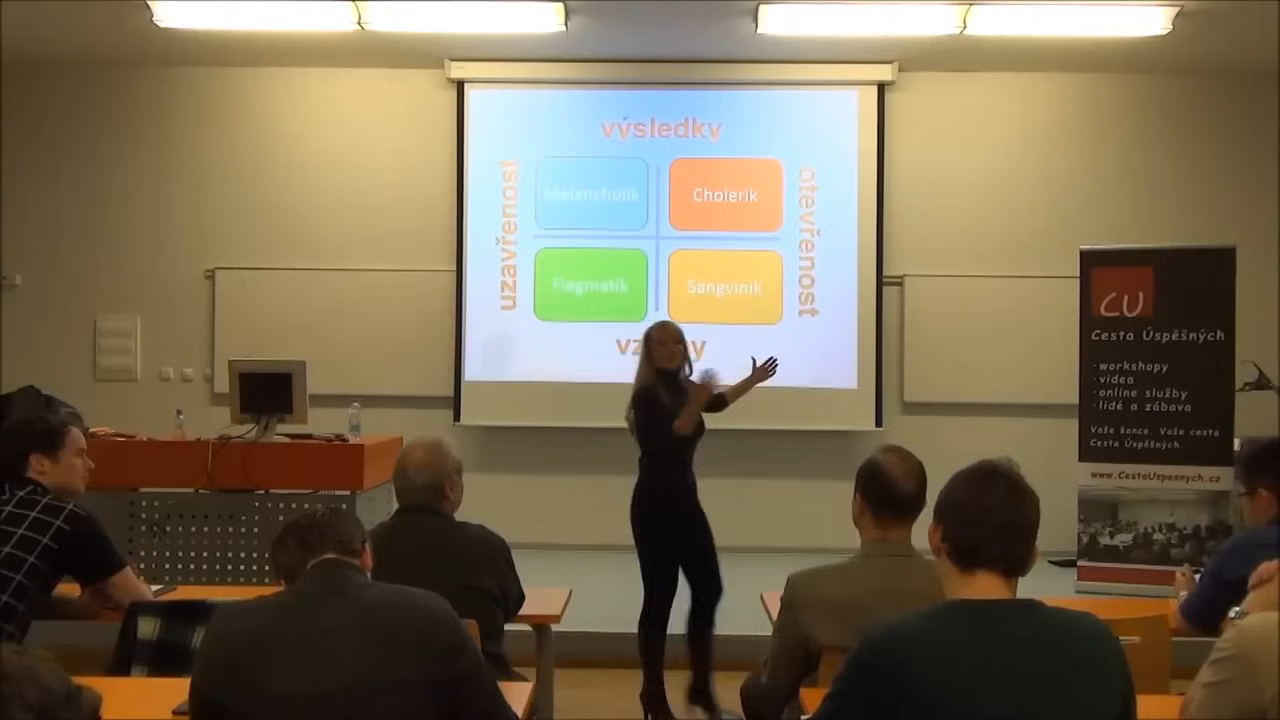 výsledky
uzavřenost
Melancholik
Cholerik
otevřenost
Flegmatik
Sangvinik
CU
Cesta Úspěšných
· workshopy
· videa
· online služby
· lidé a zábava
Vaše šance. Vaše cesta.
Cesta Úspěšných.
www.CestaUspesnych.cz